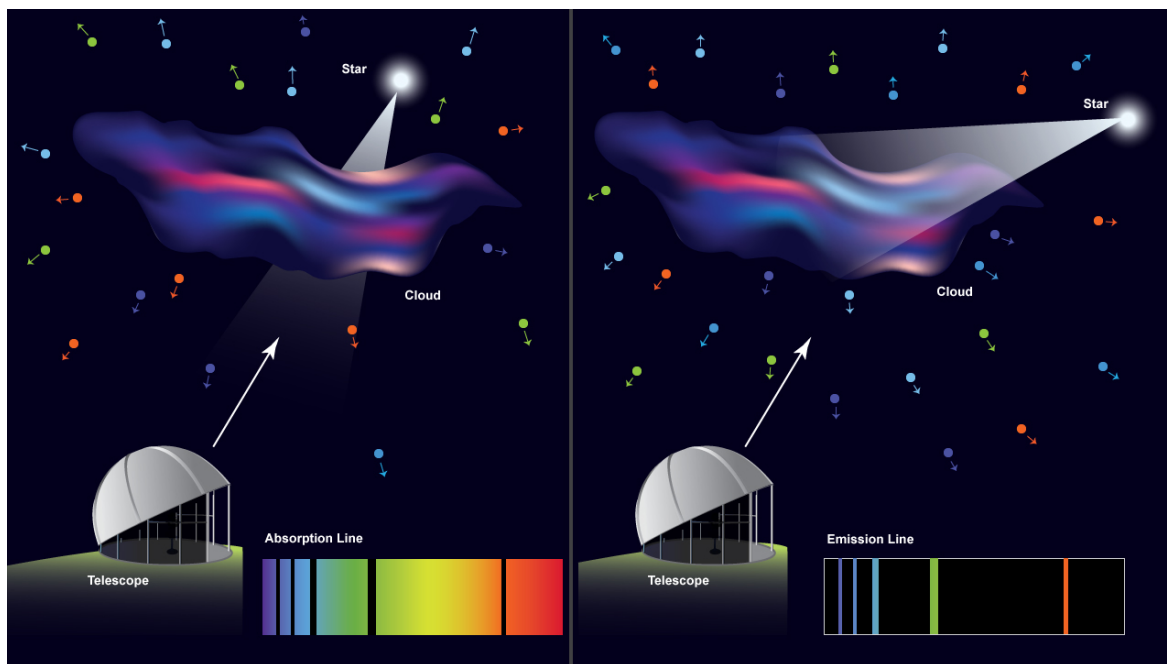 Star
Cloud
Telescope
Absorption Line
Star
Cloud
Telescope
Emission Line